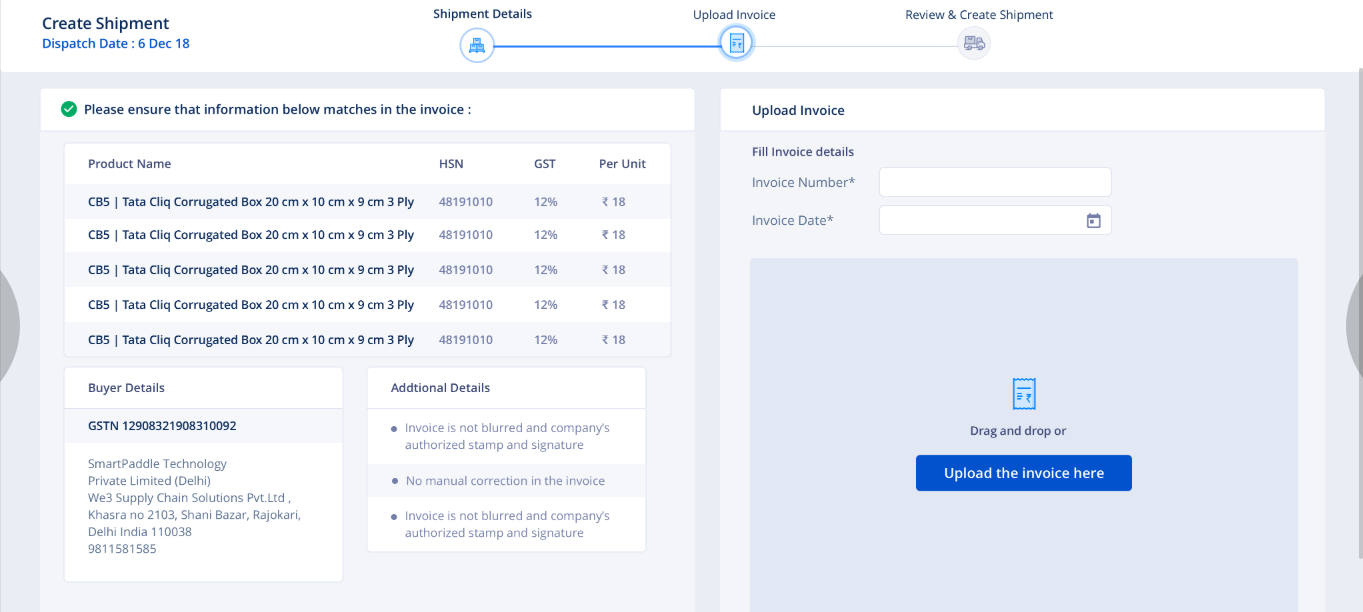 Create Shipment
Dispatch Date : 6 Dec 18
Shipment Details
Upload Invoice
Review & Create Shipment
Please ensure that information below matches in the invoice :
Product Name HSN GST Per Unit
CB5 | Tata Cliq Corrugated Box 20 cm x 10 cm x 9 cm 3 Ply 48191010 12% ₹ 18
CB5 | Tata Cliq Corrugated Box 20 cm x 10 cm x 9 cm 3 Ply 48191010 12% ₹ 18
CB5 | Tata Cliq Corrugated Box 20 cm x 10 cm x 9 cm 3 Ply 48191010 12% ₹ 18
CB5 | Tata Cliq Corrugated Box 20 cm x 10 cm x 9 cm 3 Ply 48191010 12% ₹ 18
CB5 | Tata Cliq Corrugated Box 20 cm x 10 cm x 9 cm 3 Ply 48191010 12% ₹ 18
Buyer Details
GSTN 12908321908310092
SmartPaddle Technology
Private Limited (Delhi)
We3 Supply Chain Solutions Pvt.Ltd ,
Khasra no 2103, Shani Bazar, Rajokari,
Delhi India 110038
9811581585
Addtional Details
Invoice is not blurred and company's
authorized stamp and signature
No manual correction in the invoice
Invoice is not blurred and company's
authorized stamp and signature
Upload Invoice
Fill Invoice details
Invoice Number*
Invoice Date*
Drag and drop or
Upload the invoice here